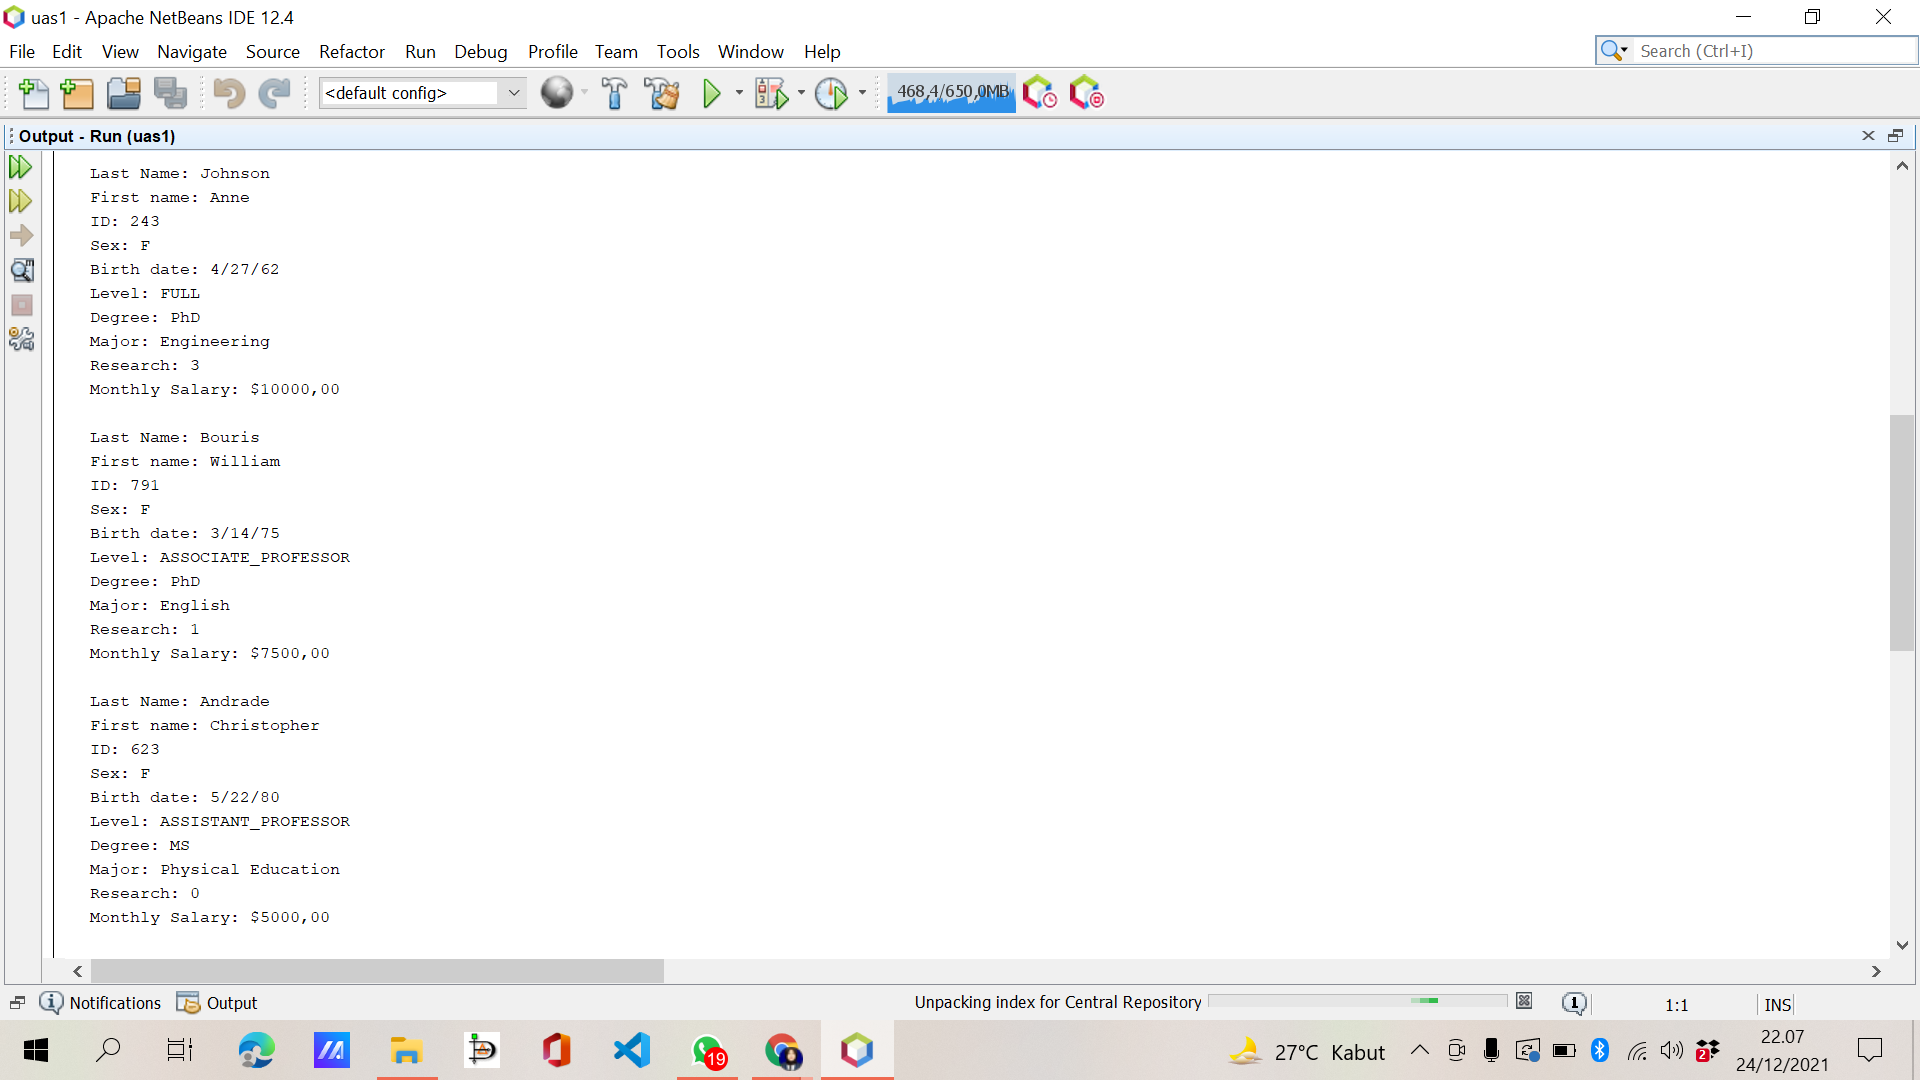 uas1 - Apache NetBeans IDE 12.4
File Edit View Navigate Source Refactor Run Debug Profile Team Tools Window Help
Search (Ctrl+I)
<default config>
468,4/650,0MB
Output - Run (uas1)
Last Name: Johnson
First name: Anne
ID: 243
Sex: F
Birth date: 4/27/62
Level: FULL
Degree: PhD
Major: Engineering
Research: 3
Monthly Salary: $10000,00
Last Name: Bouris
First name: William
ID: 791
Sex: F
Birth date: 3/14/75
Level: ASSOCIATE_PROFESSOR
Degree: PhD
Major: English
Research: 1
Monthly Salary: $7500,00
Last Name: Andrade
First name: Christopher
ID: 623
Sex: F
Birth date: 5/22/80
Level: ASSISTANT_PROFESSOR
Degree: MS
Major: Physical Education
Research: 0
Monthly Salary: $5000,00
Notifications Output
Unpacking index for Central Repository
1:1
INS
19
27°C Kabut
2
22.07
24/12/2021